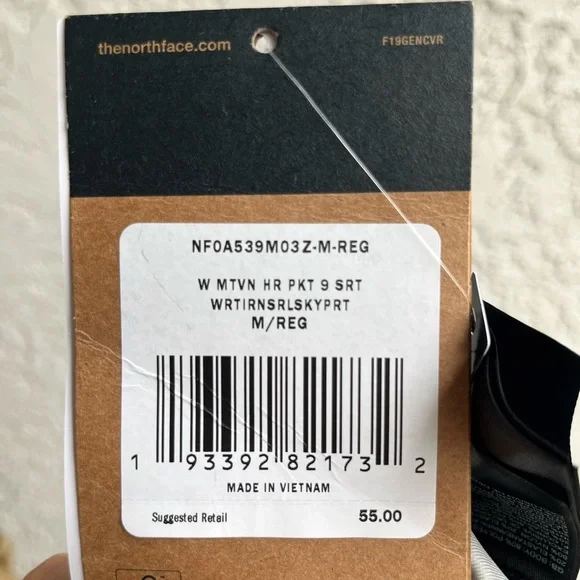 thenorthface.com F19GENCVR
NF0A539M03Z-M-REG
W MTVN HR PKT 9 SRT
WRTIRNSRLSKYPRT
M/REG
1 93392 82173 2
MADE IN VIETNAM
Suggested Retail 55.00